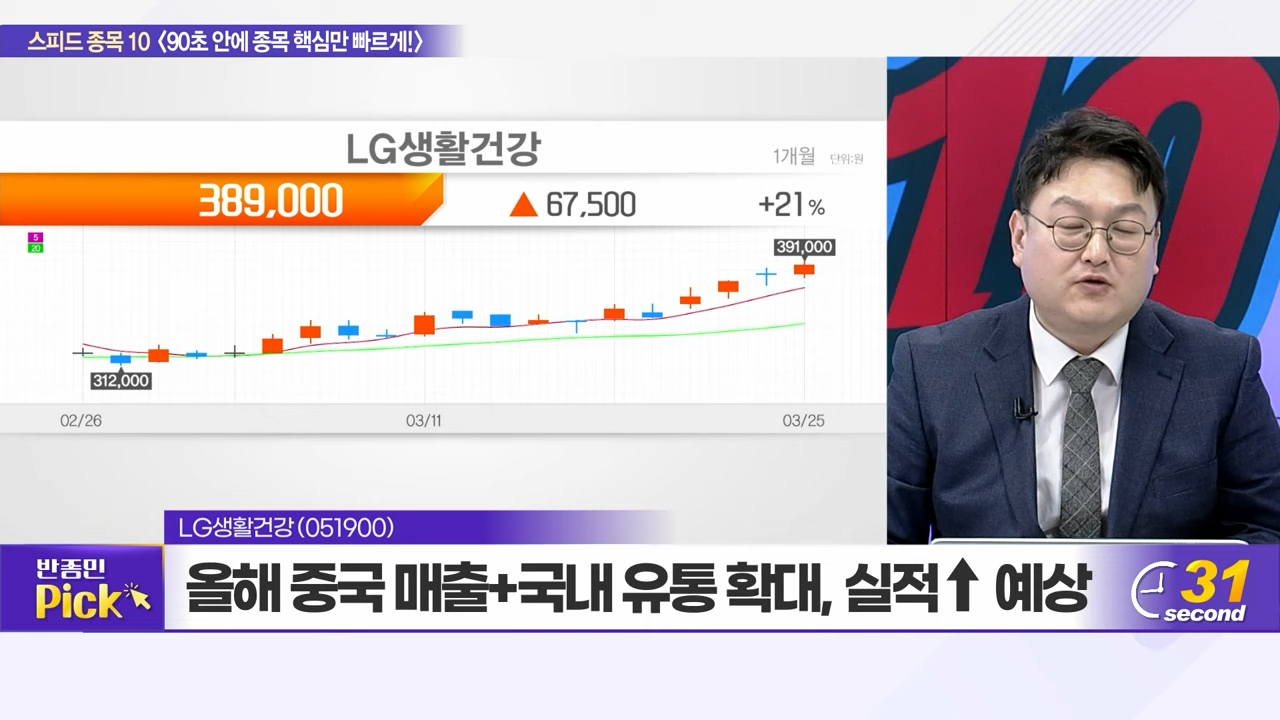 스피드 종목 10 〈90초 안에 종목 핵심만 빠르게!〉
LG생활건강
1개월 단위:원
389,000 ▲ 67,500 +21%
5
20
391,000
312,000
02/26 03/11 03/25
LG생활건강(051900)
반종민
Pick
올해 중국 매출+국내 유통 확대, 실적↑ 예상
31
second
10